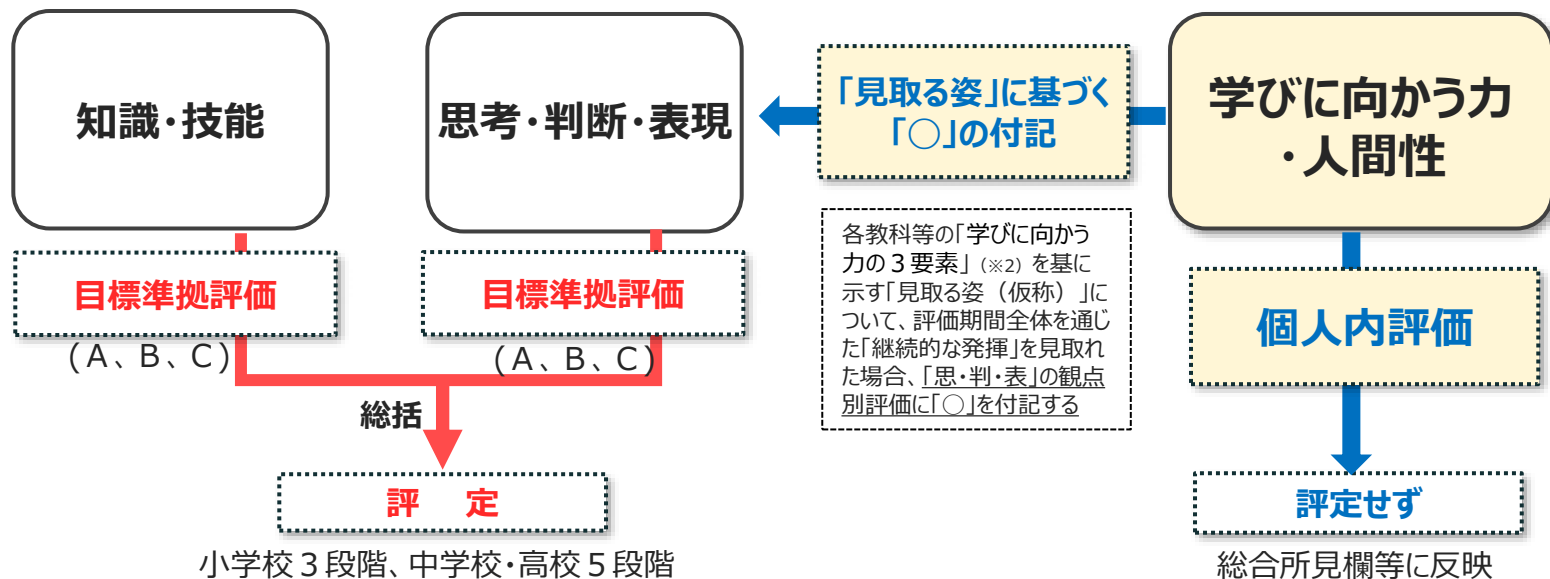 知識・技能
思考・判断・表現
「見取る姿」に基づく
「○」の付記
学びに向かう力
・人間性
各教科等の「学びに向かう
力の3要素」(※2)を基に
示す「見取る姿（仮称）」に
ついて、評価期間全体を通じ
た「継続的な発揮」を見取れ
た場合、「思・判・表」の観点
別評価に「○」を付記する
目標準拠評価
(A、B、C)
目標準拠評価
(A、B、C)
個人内評価
総括
評　定
小学校３段階、中学校・高校５段階
評定せず
総合所見欄等に反映